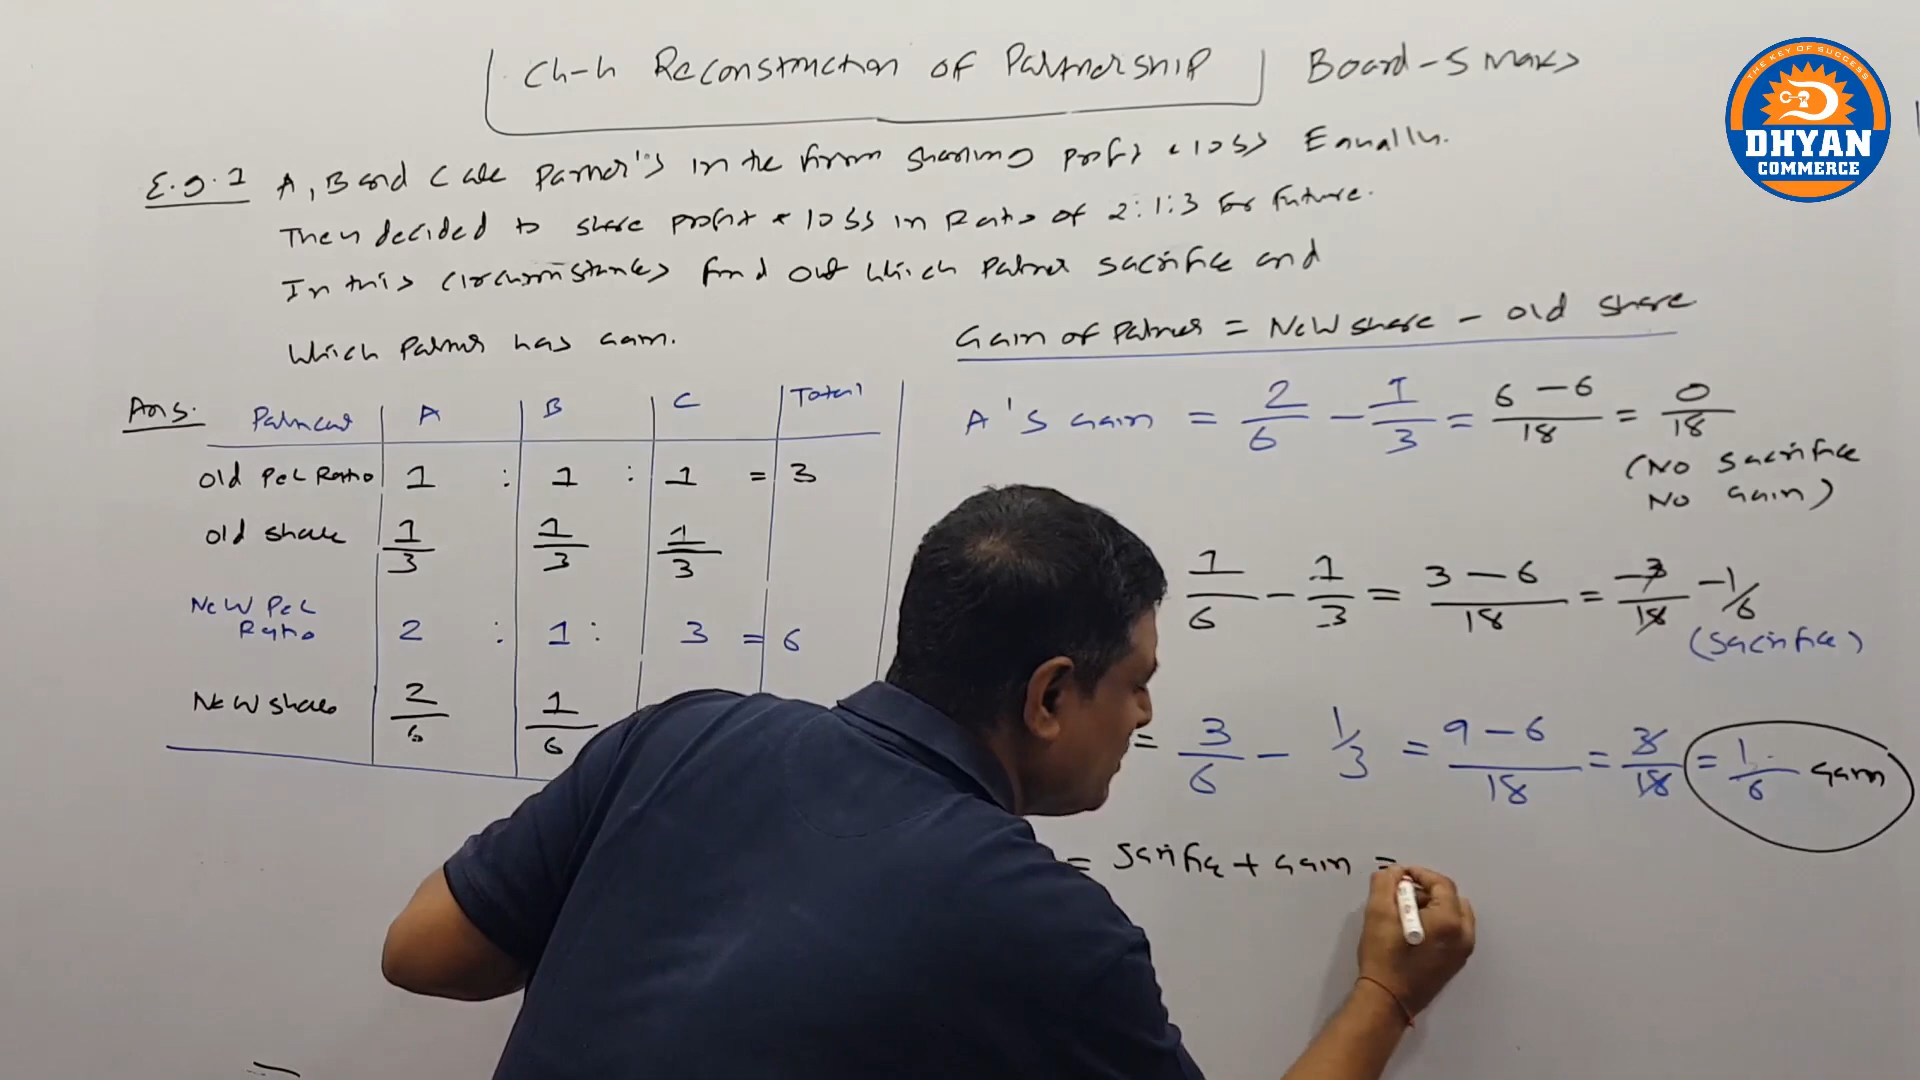 Ch-4 Reconstruction of Partnership Board-5 Marks
THE KEY OF SUCCESS
DHYAN
COMMERCE
E.g.1 A, B and C are Partner's in the firm sharing profit & loss Equally.
Then decided to share profit & loss in Ratio of 2:1:3 for future.
In this circumstances find out which Partner sacrifice and
which Partner has gain.
Gain of Partner = New share - old share
Ans. A B C Total
A's Gain = 2/6 - 1/3 = 6-6/18 = 0/18
(No sacrifice
No Gain)
old P&L Ratio 1 : 1 : 1 = 3
old share 1/3 1/3 1/3
1/6 - 1/3 = 3-6/18 = -3/18 -1/6
(sacrifice)
New P&L
Ratio 2 : 1 : 3 = 6
New share 2/6 1/6
= 3/6 - 1/3 = 9-6/18 = 3/18 = 1/6 Gain
= + Gain =